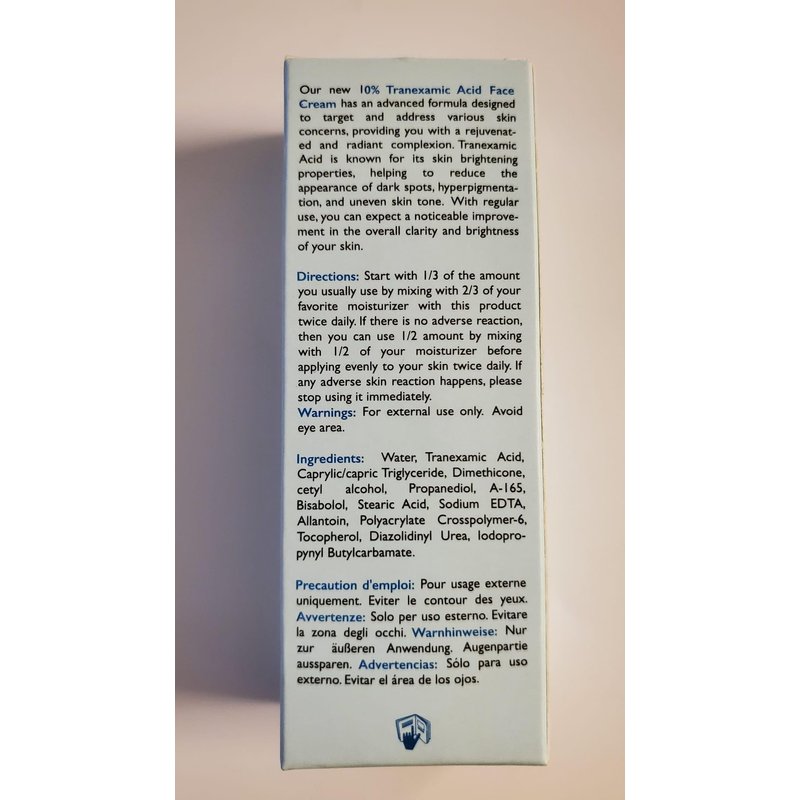 Our new 10% Tranexamic Acid Face
Cream has an advanced formula designed
to target and address various skin
concerns, providing you with a rejuvenat-
ed and radiant complexion. Tranexamic
Acid is known for its skin brightening
properties, helping to reduce the
appearance of dark spots, hyperpigmenta-
tion, and uneven skin tone. With regular
use, you can expect a noticeable improve-
ment in the overall clarity and brightness
of your skin.
Directions: Start with 1/3 of the amount
you usually use by mixing with 2/3 of your
favorite moisturizer with this product
twice daily. If there is no adverse reaction,
then you can use 1/2 amount by mixing
with 1/2 of your moisturizer before
applying evenly to your skin twice daily. If
any adverse skin reaction happens, please
stop using it immediately.
Warnings: For external use only. Avoid
eye area.
Ingredients: Water, Tranexamic Acid,
Caprylic/capric Triglyceride, Dimethicone,
cetyl alcohol, Propanediol, A-165,
Bisabolol, Stearic Acid, Sodium EDTA,
Allantoin, Polyacrylate Crosspolymer-6,
Tocopherol, Diazolidinyl Urea, Iodopro-
pynyl Butylcarbamate.
Precaution d'emploi: Pour usage externe
uniquement. Eviter le contour des yeux.
Avvertenze: Solo per uso esterno. Evitare
la zona degli occhi. Warnhinweise: Nur
zur äußeren Anwendung. Augenpartie
aussparen. Advertencias: Sólo para uso
externo. Evitar el área de los ojos.